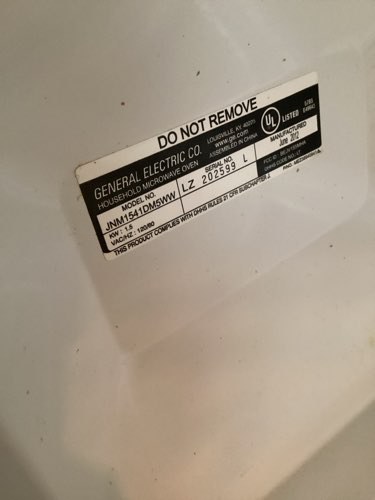 DO NOT REMOVE
GENERAL ELECTRIC CO.
LOUISVILLE, KY 40225
www.ge.com
HOUSEHOLD MICROWAVE OVEN
ASSEMBLED IN CHINA
UL LISTED
MODEL NO.
JNM1541DM5WW
SERIAL NO.
LZ 202599 L
MANUFACTURED
June 2012
KW : 1.5
VAC/HZ : 120/60
THIS PRODUCT COMPLIES WITH DHHS RULES 21 CFR SUBCHAPTER J.